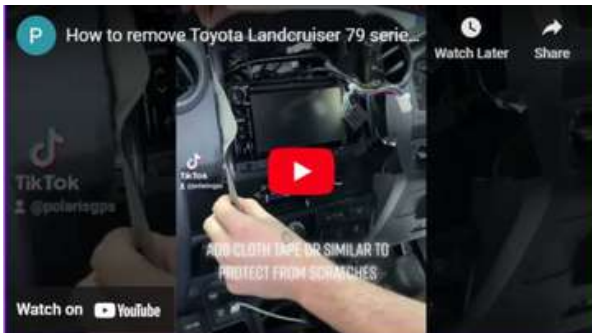 P
How to remove Toyota Landcruiser 79 serie...
Watch Later
Share
TikTok
@polarisgps
TikTok
@polarisgps
ADD CLOTH TAPE OR SIMILAR TO
PROTECT FROM SCRATCHES
Watch on YouTube